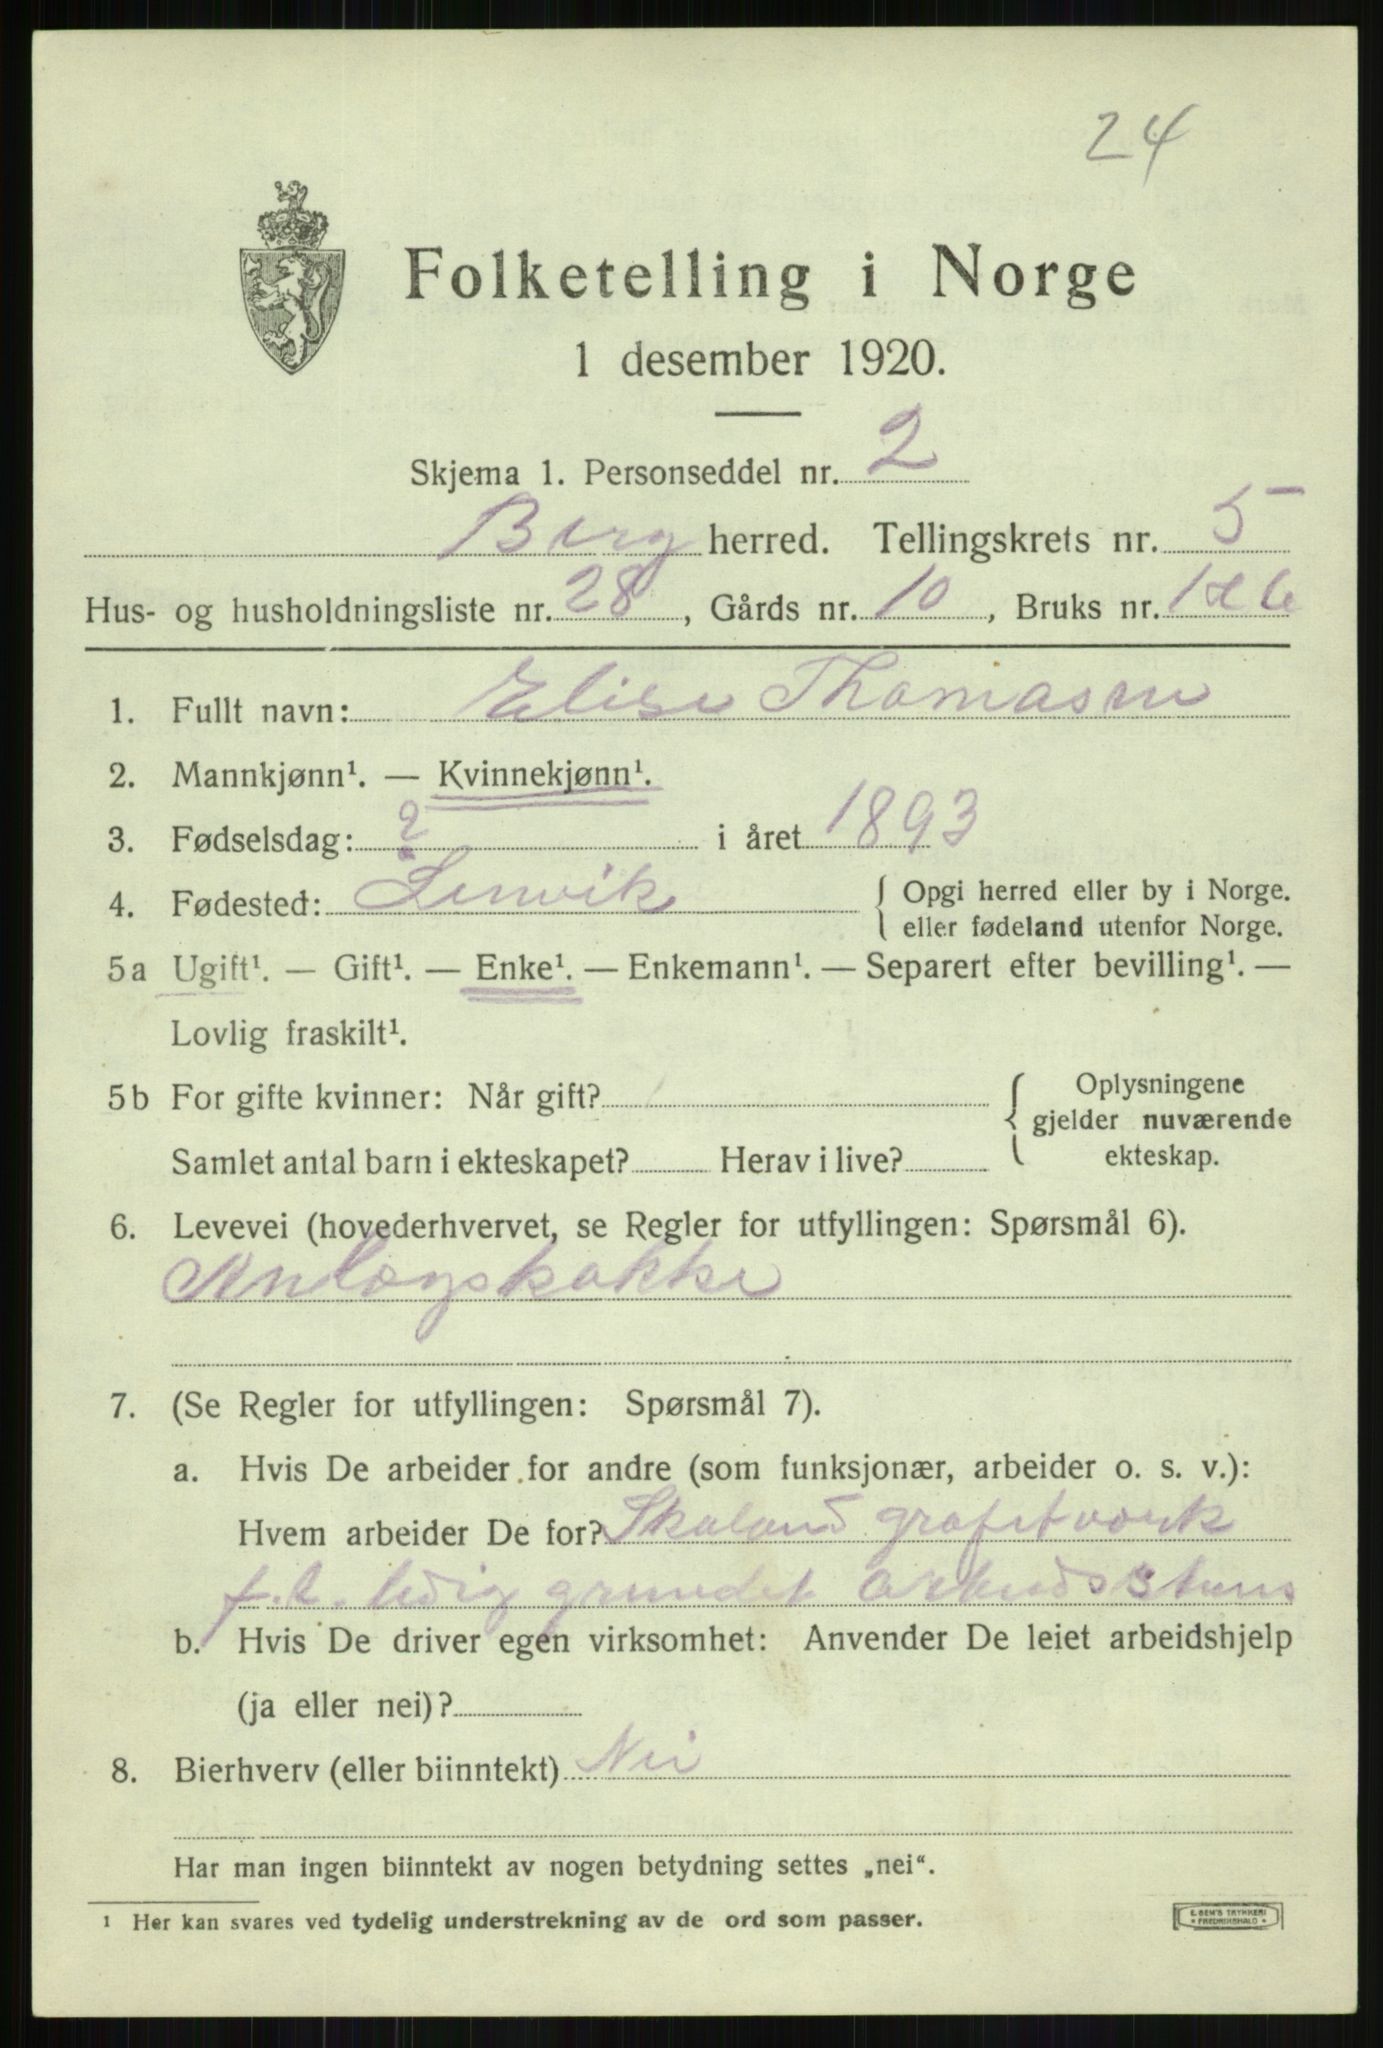 24
Folketelling i Norge
1 desember 1920.
Skjema 1. Personseddel nr. 2
Berg herred. Tellingskrets nr. 5
Hus- og husholdningsliste nr. 28, Gårds nr. 10, Bruks nr.
1. Fullt navn: Elise Thomasen
2. Mannkjønn¹. — Kvinnekjønn¹.
3. Fødselsdag: ? i året 1893
4. Fødested: Lenvik { Opgi herred eller by i Norge.
eller fødeland utenfor Norge.
5a Ugift¹. — Gift¹. — Enke¹. — Enkemann¹. — Separert efter bevilling¹. —
Lovlig fraskilt¹.
5b For gifte kvinner: Når gift? { Oplysningene
gjelder nuværende
Samlet antal barn i ekteskapet? Herav i live? ekteskap.
6. Levevei (hovederhvervet, se Regler for utfyllingen: Spørsmål 6).
Anlægskokke
7. (Se Regler for utfyllingen: Spørsmål 7).
a. Hvis De arbeider for andre (som funksjonær, arbeider o. s. v.):
Hvem arbeider De for? Skaland grafitverk
f.t. ledig grundet arbeidsstans
b. Hvis De driver egen virksomhet: Anvender De leiet arbeidshjelp
(ja eller nei)?
8. Bierhverv (eller biinntekt) Nei
Har man ingen biinntekt av nogen betydning settes „nei“.
¹ Her kan svares ved tydelig understrekning av de ord som passer.
E. SEM'S TRYKKERI
FREDRIKSHALD